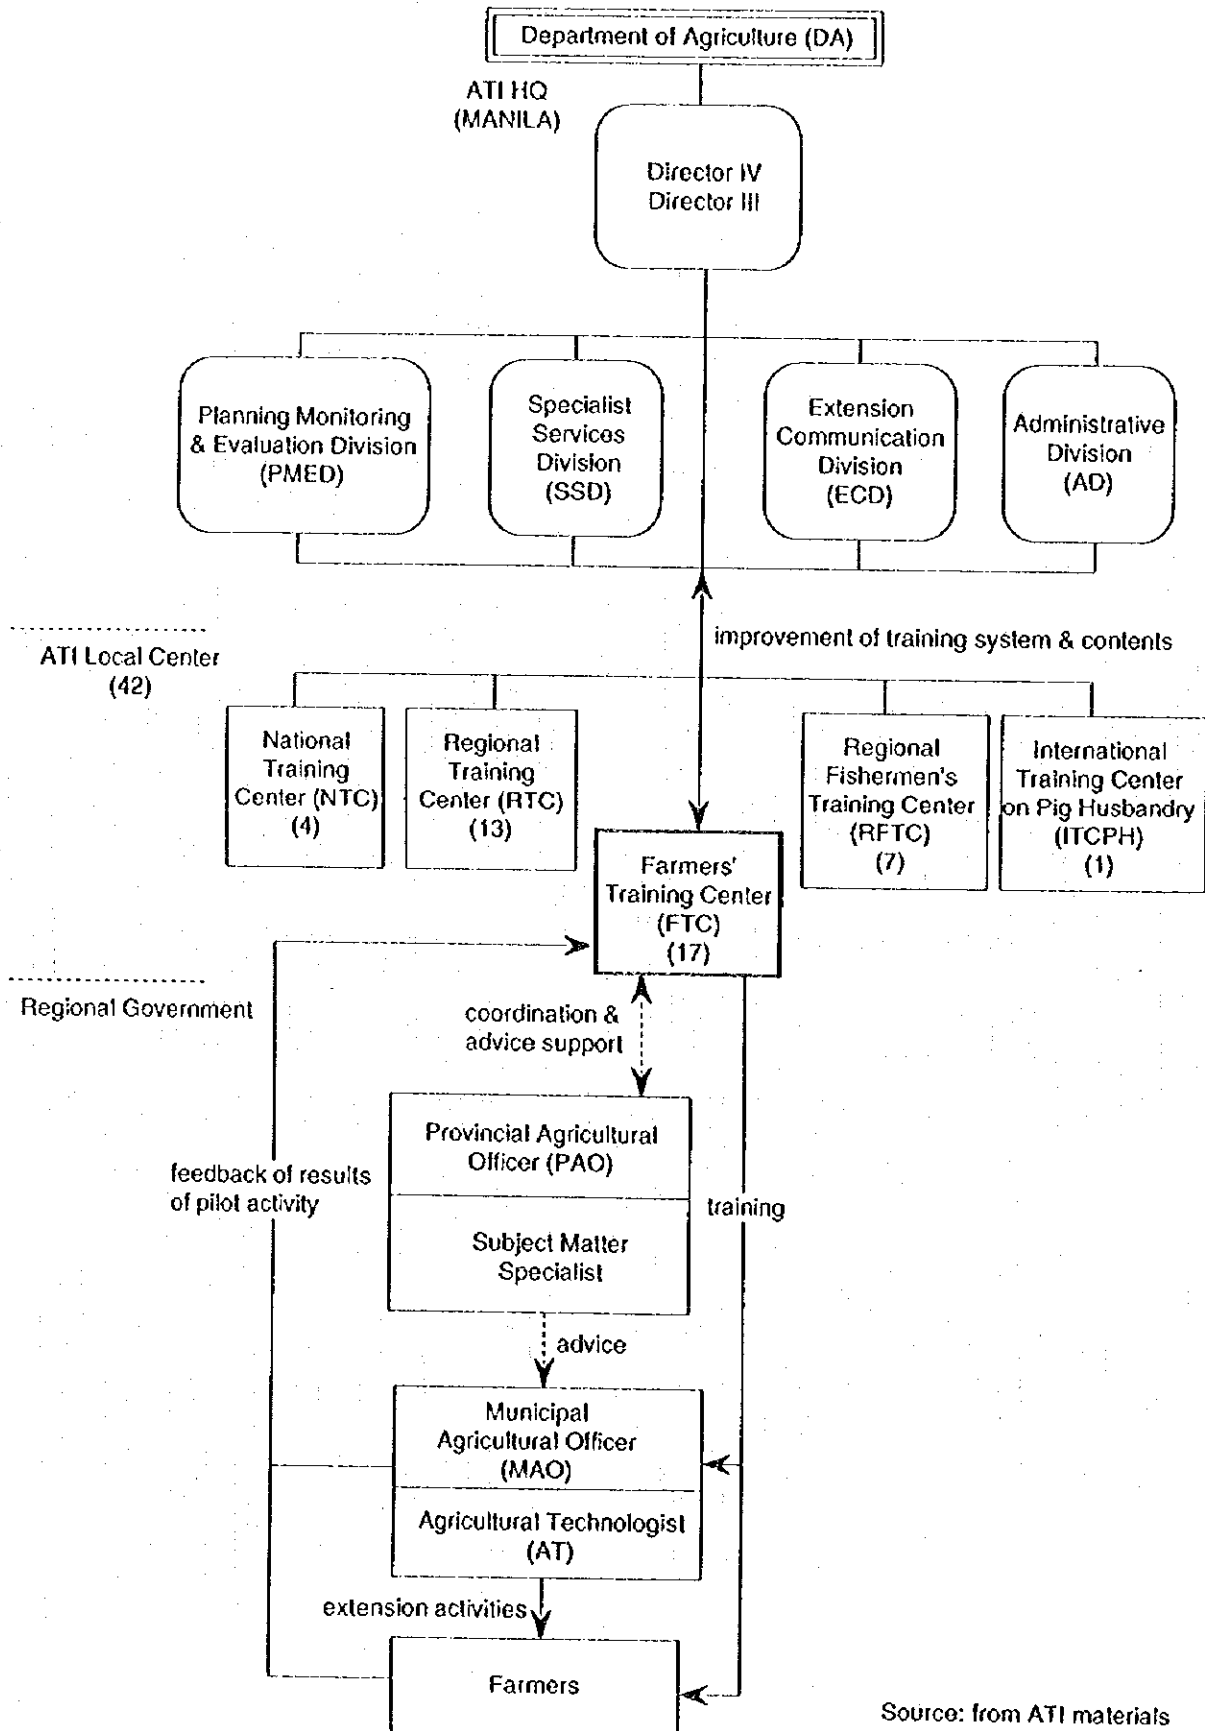 Department of Agriculture (DA)
ATI HQ
(MANILA)
Director IV
Director III
Planning Monitoring
& Evaluation Division
(PMED)
Specialist
Services
Division
(SSD)
Extension
Communication
Division
(ECD)
Administrative
Division
(AD)
improvement of training system & contents
ATI Local Center
(42)
National
Training
Center (NTC)
(4)
Regional
Training
Center (RTC)
(13)
Regional
Fishermen's
Training Center
(RFTC)
(7)
International
Training Center
on Pig Husbandry
(ITCPH)
(1)
Farmers'
Training Center
(FTC)
(17)
Regional Government
coordination &
advice support
Provincial Agricultural
Officer (PAO)
Subject Matter
Specialist
feedback of results
of pilot activity
training
advice
Municipal
Agricultural Officer
(MAO)
Agricultural Technologist
(AT)
extension activities
Farmers
Source: from ATI materials